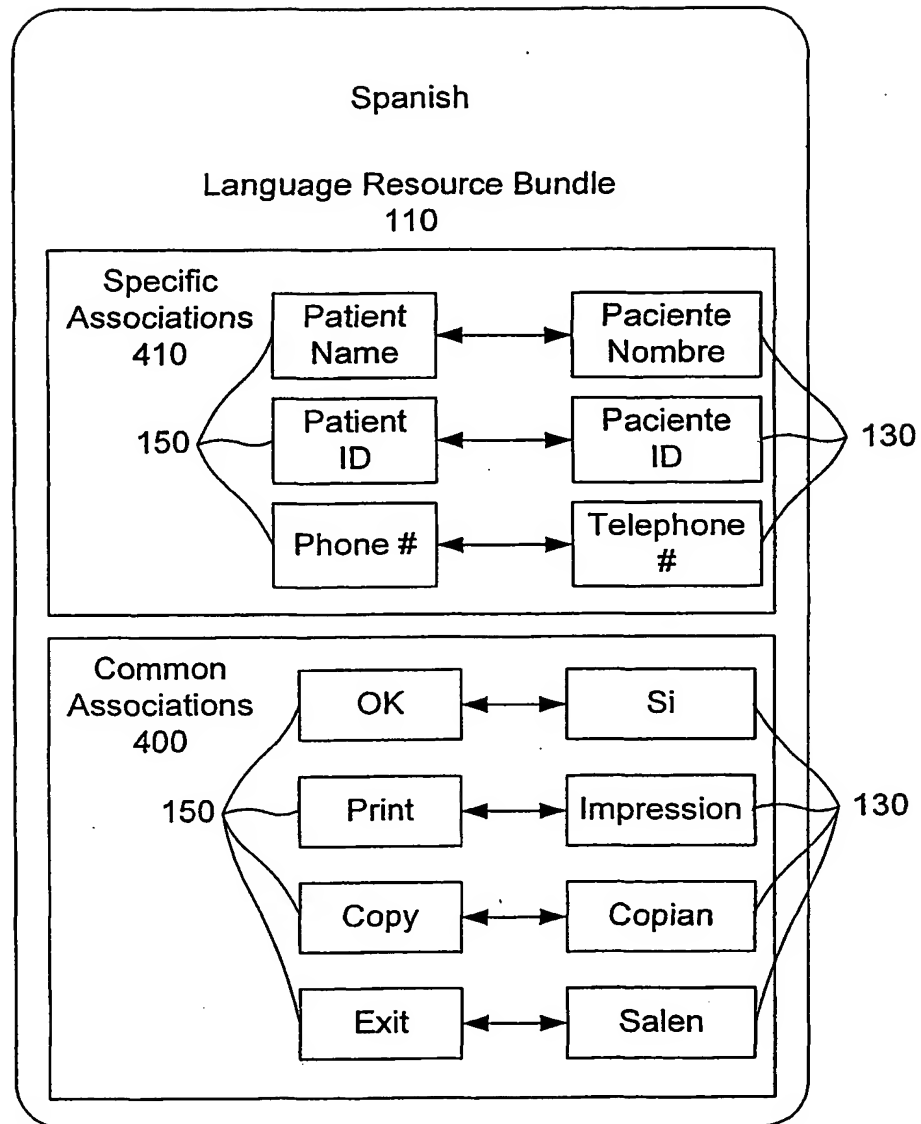 Spanish
Language Resource Bundle
110
Specific
Associations
410
Patient
Name
Paciente
Nombre
150
Patient
ID
Paciente
ID
130
Phone #
Telephone
#
Common
Associations
400
OK
Si
150
Print
Impression
130
Copy
Copian
Exit
Salen